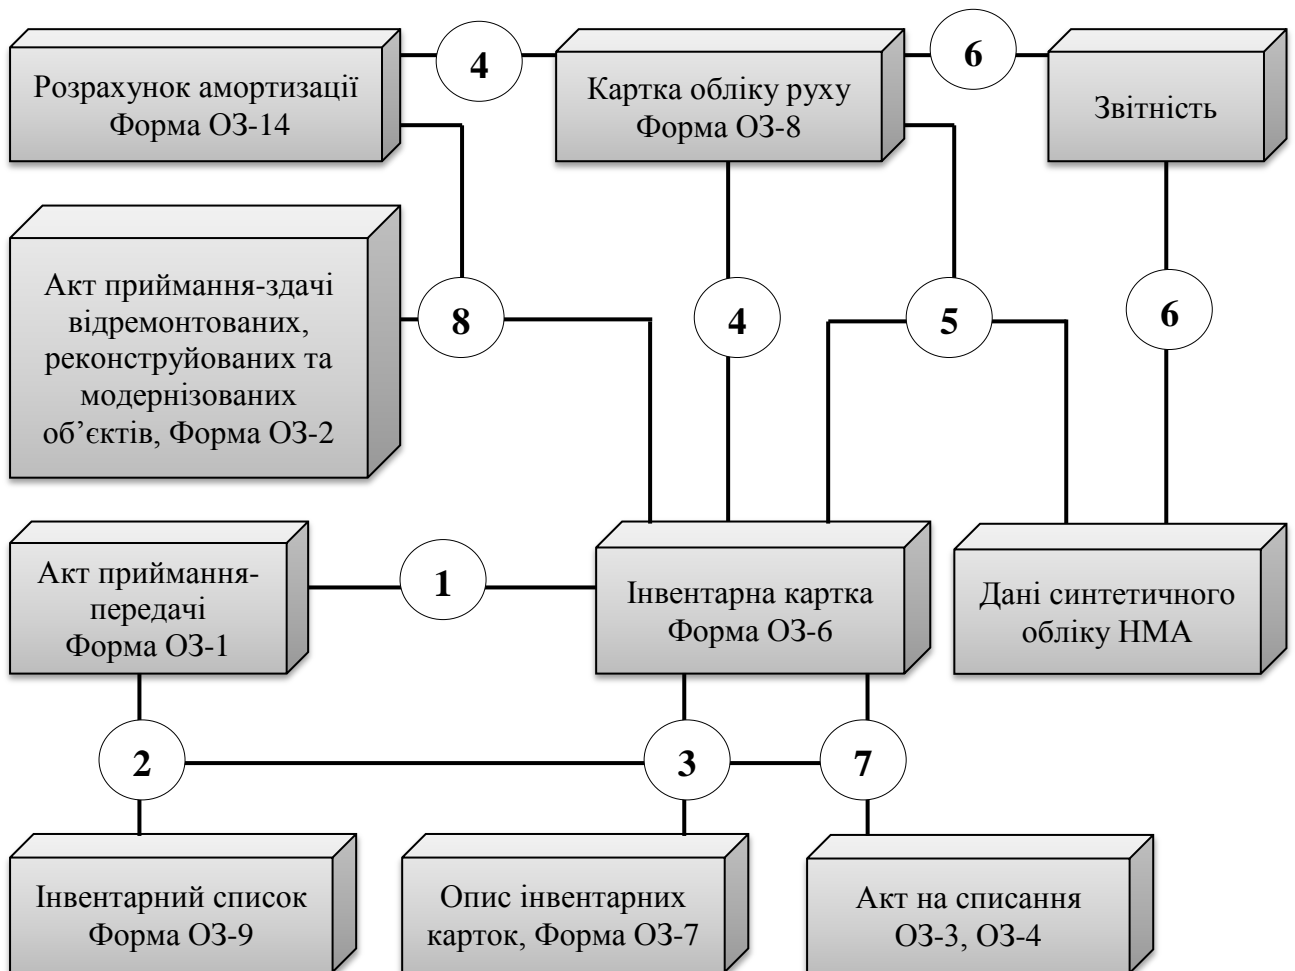 Розрахунок амортизації
Форма ОЗ-14
4
Картка обліку руху
Форма ОЗ-8
6
Звітність
Акт приймання-здачі
відремонтованих,
реконструйованих та
модернізованих
об’єктів, Форма ОЗ-2
8
4
5
6
Акт приймання-
передачі
Форма ОЗ-1
1
Інвентарна картка
Форма ОЗ-6
Дані синтетичного
обліку НМА
2
3
7
Інвентарний список
Форма ОЗ-9
Опис інвентарних
карток, Форма ОЗ-7
Акт на списання
ОЗ-3, ОЗ-4